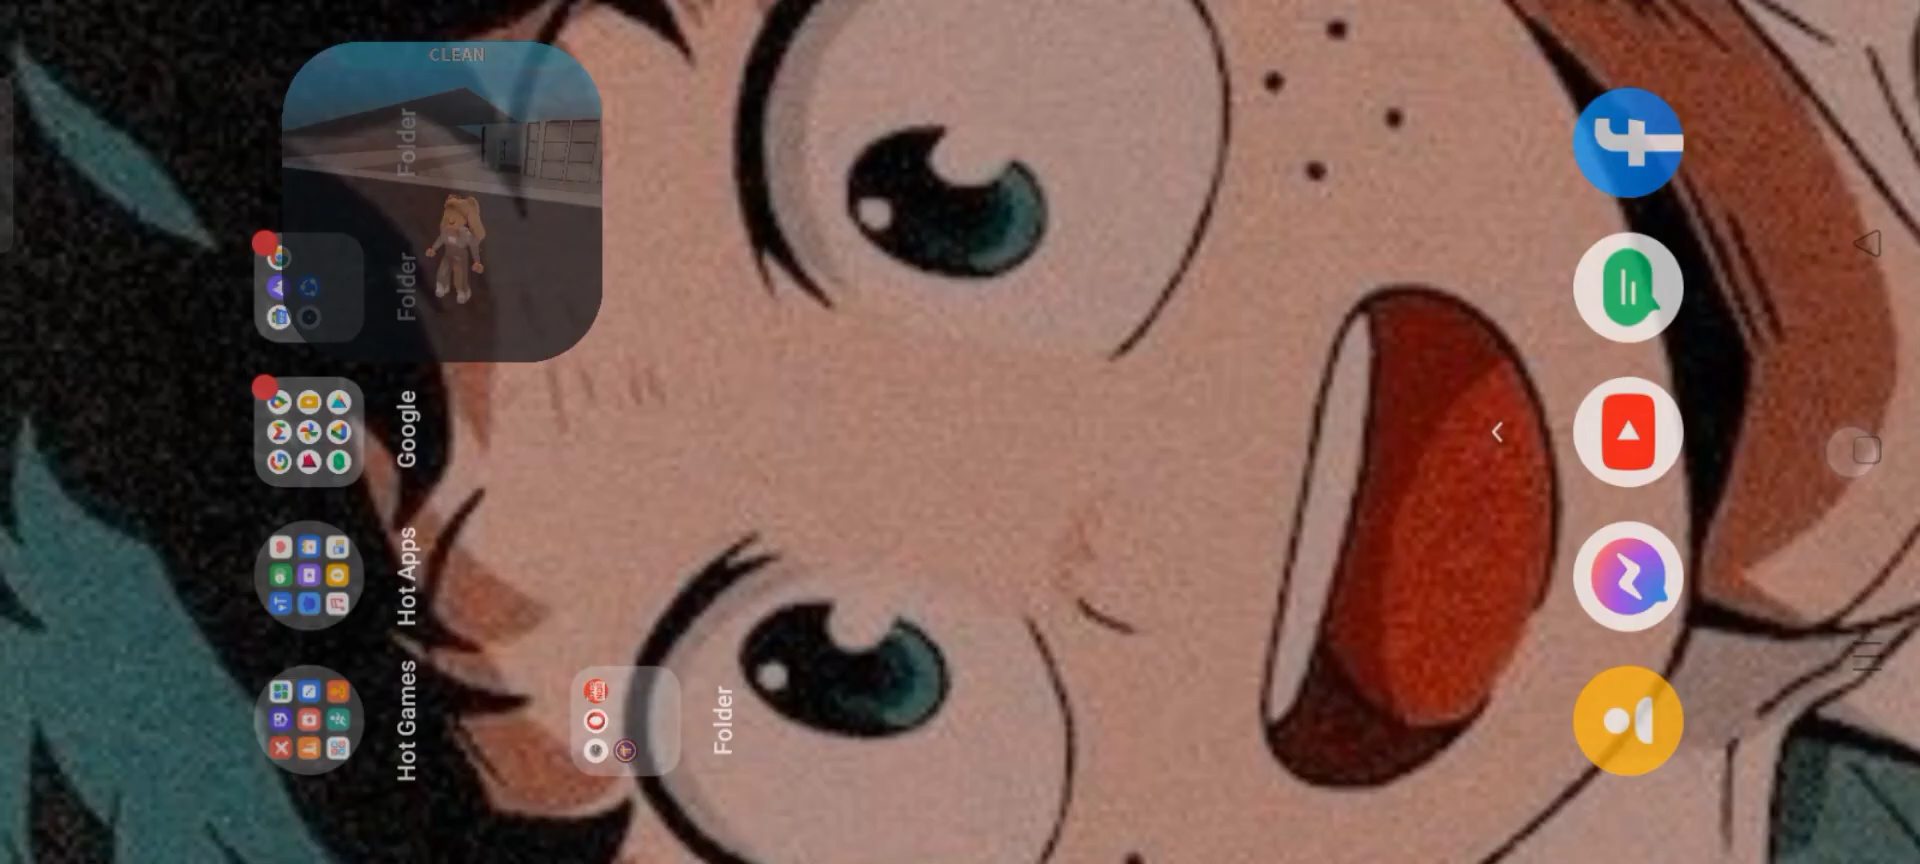 CLEAN
Folder
Folder
Google
Hot Apps
Hot Games
Folder